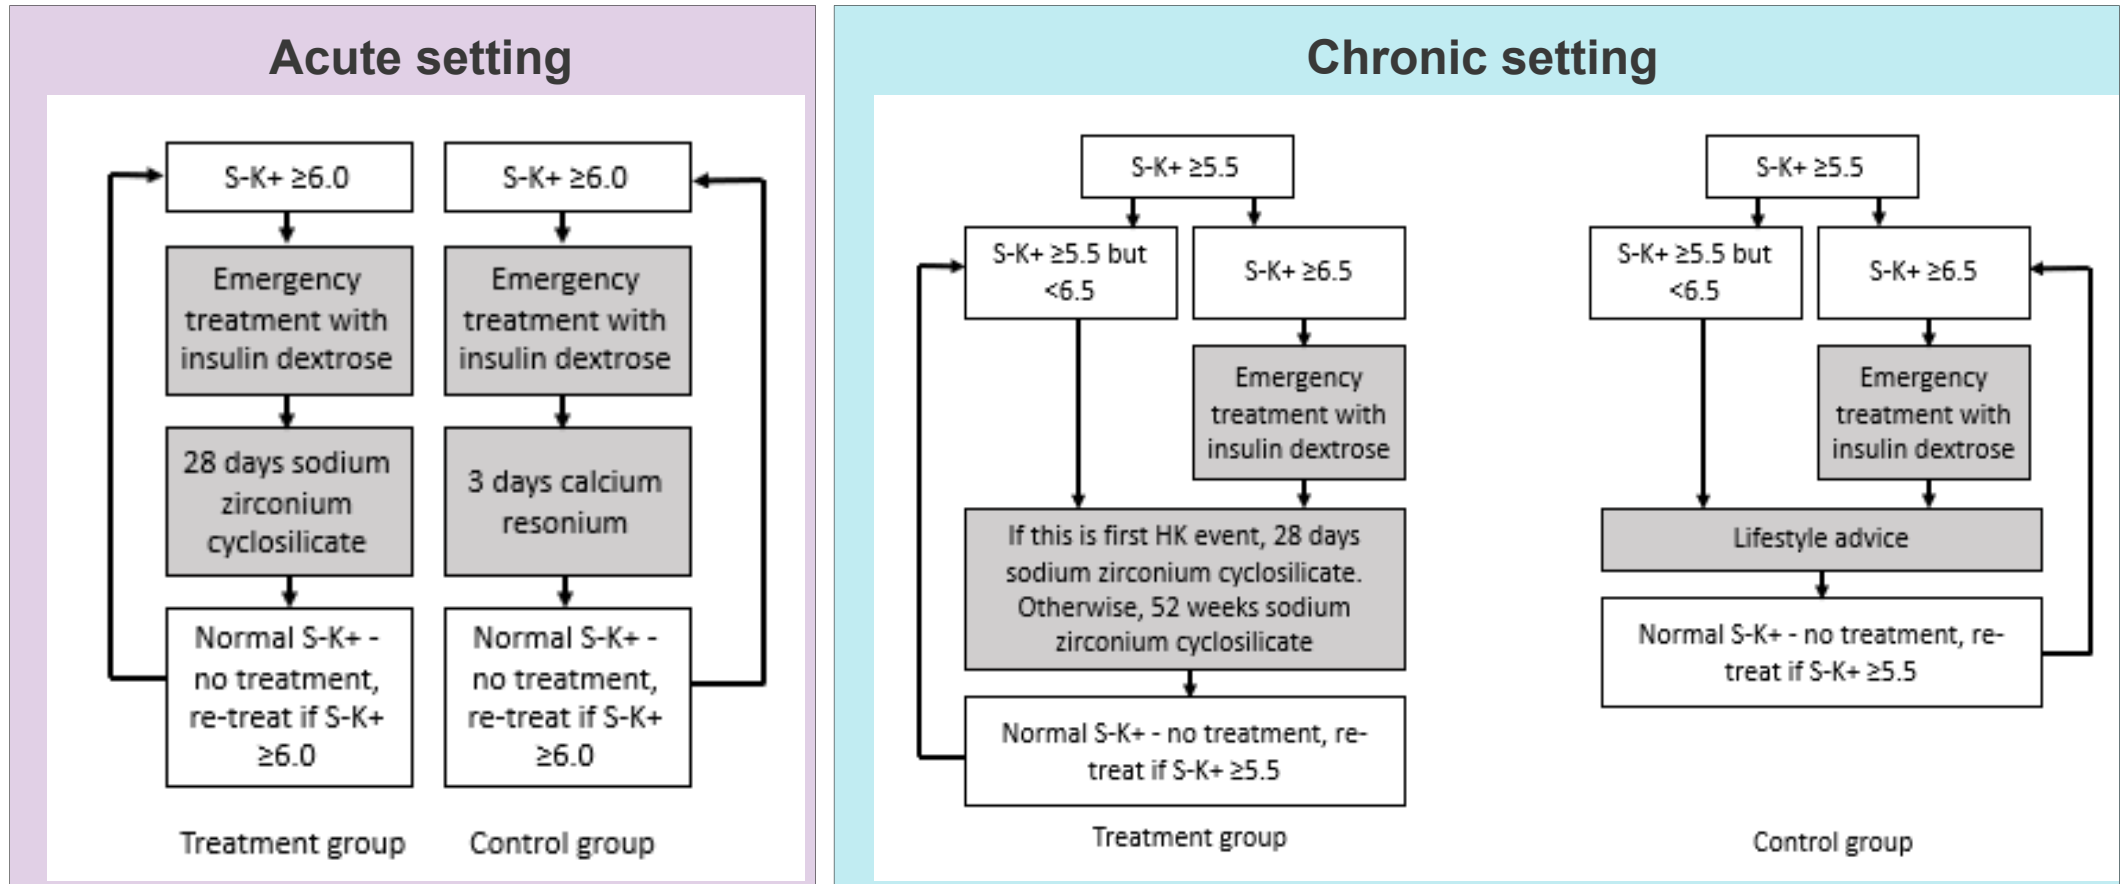 Acute setting
S-K+ ≥6.0
Emergency
treatment with
insulin dextrose
28 days sodium
zirconium
cyclosilicate
Normal S-K+ -
no treatment,
re-treat if S-K+
≥6.0
Treatment group
S-K+ ≥6.0
Emergency
treatment with
insulin dextrose
3 days calcium
resonium
Normal S-K+ -
no treatment,
re-treat if S-K+
≥6.0
Control group
Chronic setting
S-K+ ≥5.5
S-K+ ≥5.5 but
<6.5
S-K+ ≥6.5
Emergency
treatment with
insulin dextrose
If this is first HK event, 28 days
sodium zirconium cyclosilicate.
Otherwise, 52 weeks sodium
zirconium cyclosilicate
Normal S-K+ - no treatment, re-
treat if S-K+ ≥5.5
Treatment group
S-K+ ≥5.5
S-K+ ≥5.5 but
<6.5
S-K+ ≥6.5
Emergency
treatment with
insulin dextrose
Lifestyle advice
Normal S-K+ - no treatment, re-
treat if S-K+ ≥5.5
Control group